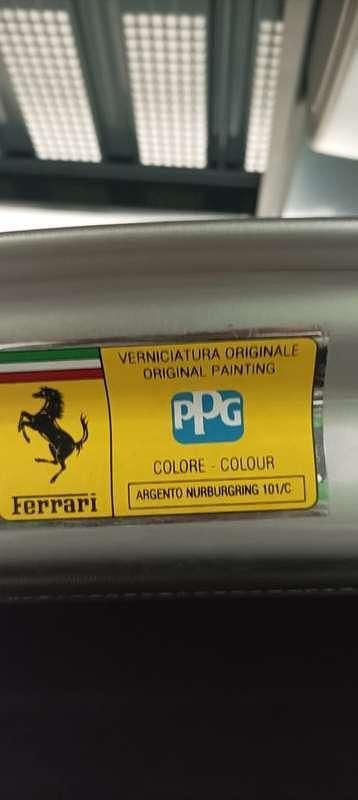 VERNICIATURA ORIGINALE
ORIGINAL PAINTING
PPG
COLORE - COLOUR
ARGENTO NURBURGRING 101/C
Ferrari